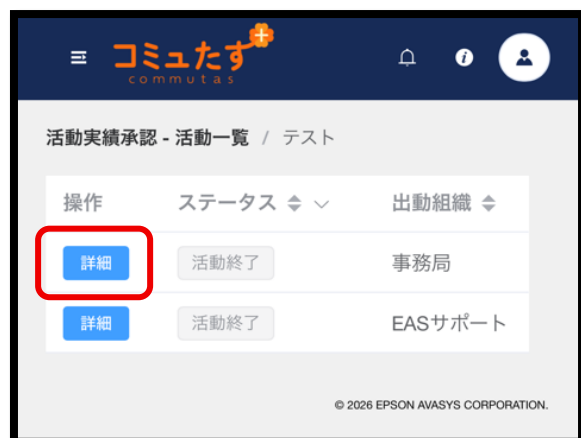 コミュたす
commutas
活動実績承認 - 活動一覧 / テスト
操作 ステータス 出動組織
詳細 活動終了 事務局
詳細 活動終了 EASサポート
© 2026 EPSON AVASYS CORPORATION.